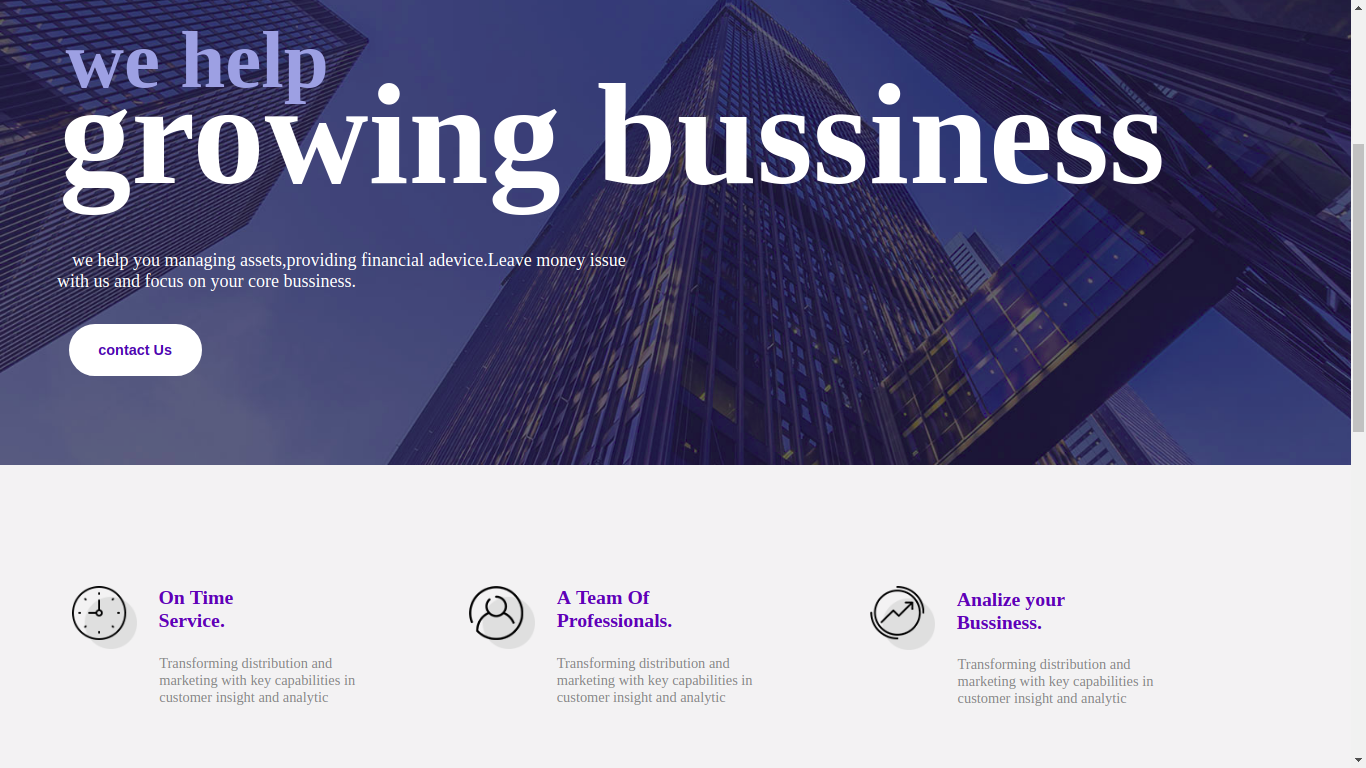 we help
growing bussiness
we help you managing assets,providing financial adevice.Leave money issue
with us and focus on your core bussiness.
contact Us
On Time
Service.
Transforming distribution and
marketing with key capabilities in
customer insight and analytic
A Team Of
Professionals.
Transforming distribution and
marketing with key capabilities in
customer insight and analytic
Analize your
Bussiness.
Transforming distribution and
marketing with key capabilities in
customer insight and analytic